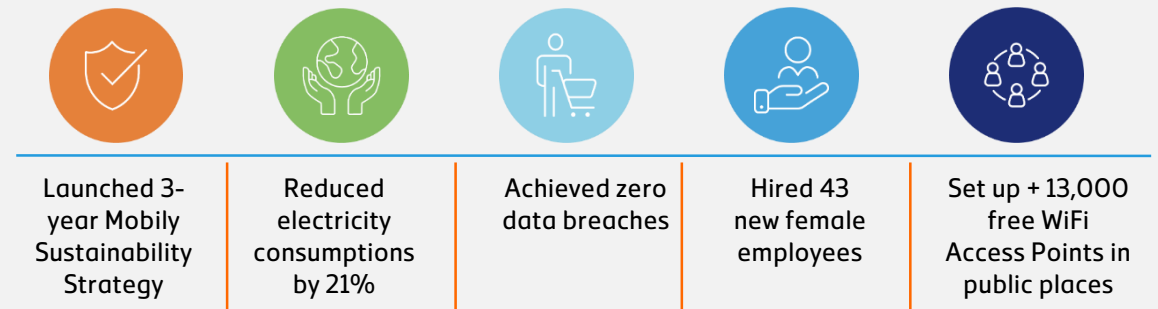 Launched 3-
year Mobily
Sustainability
Strategy
Reduced
electricity
consumptions
by 21%
Achieved zero
data breaches
Hired 43
new female
employees
Set up + 13,000
free WiFi
Access Points in
public places